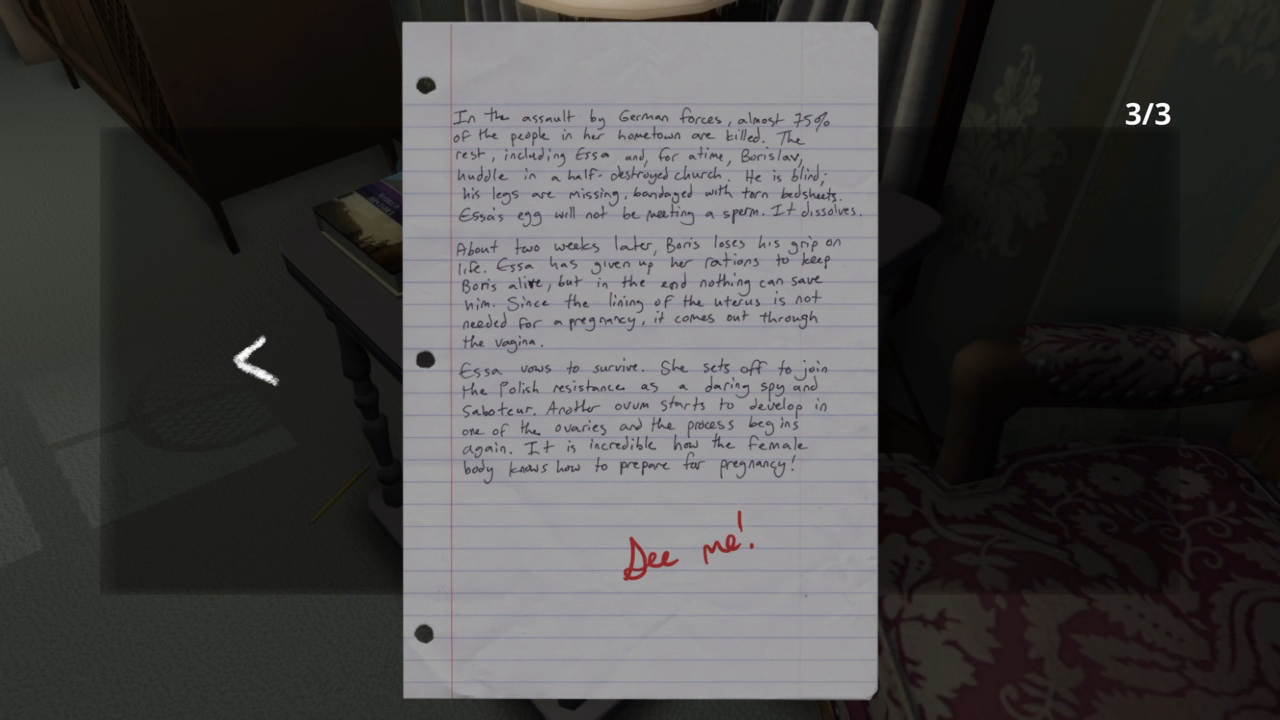 3/3
In the assault by German forces, almost 75%
of the people in her hometown are killed. The
rest, including Essa and, for a time, Borislav,
huddle in a half-destroyed church. He is blind;
his legs are missing, bandaged with torn bedsheets.
Essa's egg will not be meeting a sperm. It dissolves.
About two weeks later, Boris loses his grip on
life. Essa has given up her rations to keep
Boris alive, but in the end nothing can save
him. Since the lining of the uterus is not
needed for a pregnancy, it comes out through
the vagina.
Essa vows to survive. She sets off to join
the Polish resistance as a daring spy and
saboteur. Another ovum starts to develop in
one of the ovaries and the process begins
again. It is incredible how the female
body knows how to prepare for pregnancy!
See me!